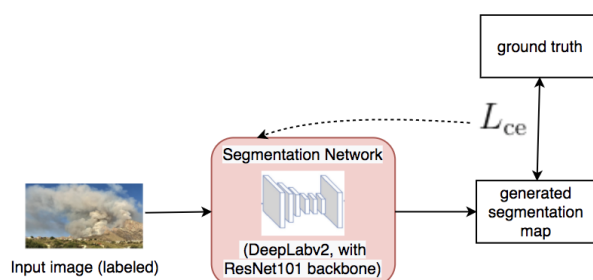 ground truth
L_ce
Segmentation Network
(DeepLabv2, with
ResNet101 backbone)
generated
segmentation
map
Input image (labeled)